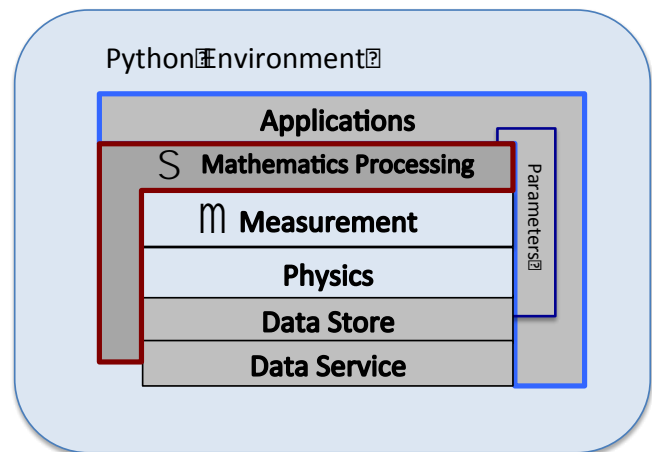 Python Environment
Applications
S Mathematics Processing
m Measurement
Physics
Data Store
Data Service
Parameters